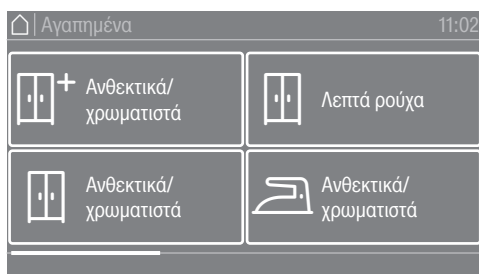 Αγαπημένα 11:02
Ανθεκτικά/
χρωματιστά
Λεπτά ρούχα
Ανθεκτικά/
χρωματιστά
Ανθεκτικά/
χρωματιστά